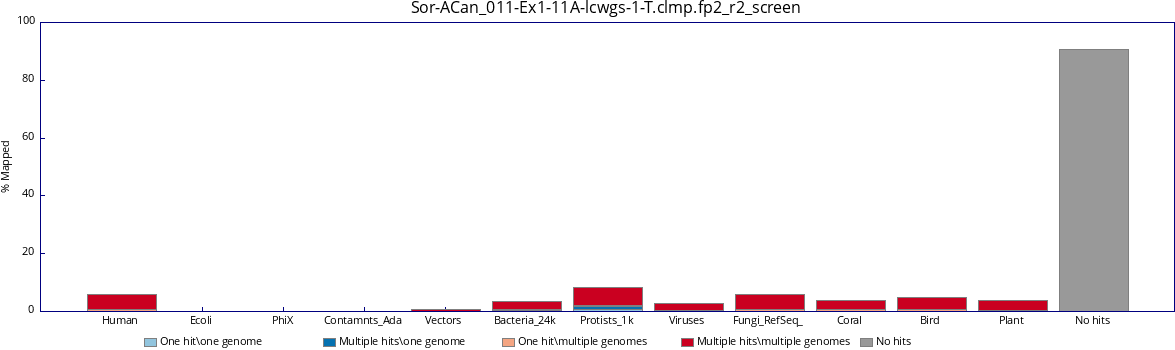 Sor-ACan_011-Ex1-11A-lcwgs-1-T.clmp.fp2_r2_screen
100
80
60
40
20
0
% Mapped
Human Ecoli PhiX Contamnts_Ada Vectors Bacteria_24k Protists_1k Viruses Fungi_RefSeq_ Coral Bird Plant No hits
One hit\one genome Multiple hits\one genome One hit\multiple genomes Multiple hits\multiple genomes No hits